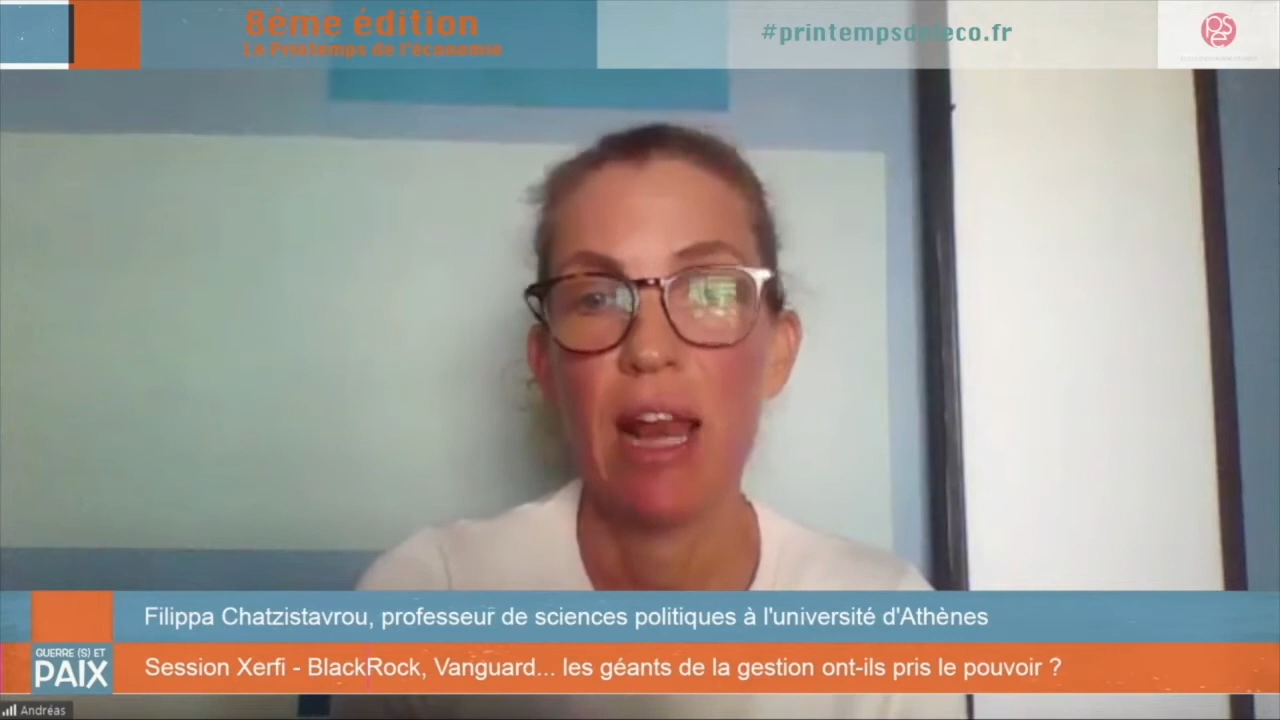 8ème édition
Le Printemps de l'économie
#printempsdeleco.fr
Filippa Chatzistavrou, professeur de sciences politiques à l'université d'Athènes
GUERRE (S) ET
PAIX
Session Xerfi - BlackRock, Vanguard... les géants de la gestion ont-ils pris le pouvoir ?
Andréas